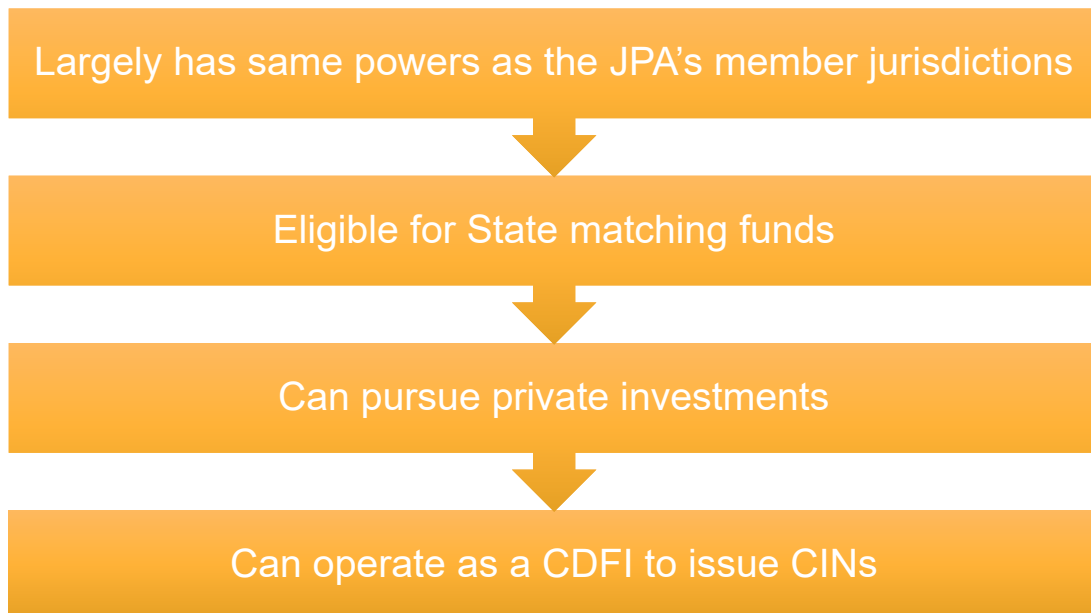 Largely has same powers as the JPA’s member jurisdictions
Eligible for State matching funds
Can pursue private investments
Can operate as a CDFI to issue CINs